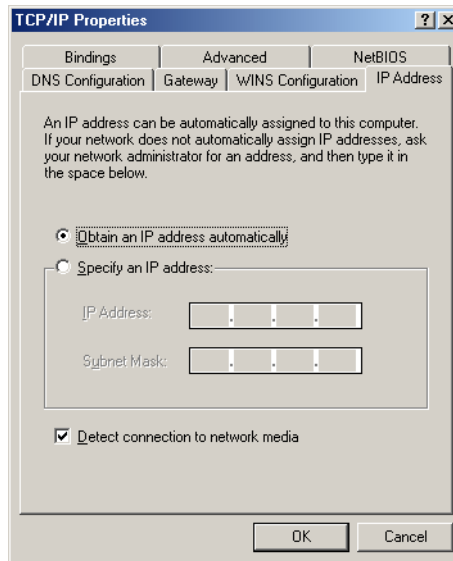 TCP/IP Properties
Bindings Advanced NetBIOS
DNS Configuration Gateway WINS Configuration IP Address
An IP address can be automatically assigned to this computer.
If your network does not automatically assign IP addresses, ask
your network administrator for an address, and then type it in
the space below.
Obtain an IP address automatically
Specify an IP address:
IP Address:
Subnet Mask:
Detect connection to network media
OK Cancel